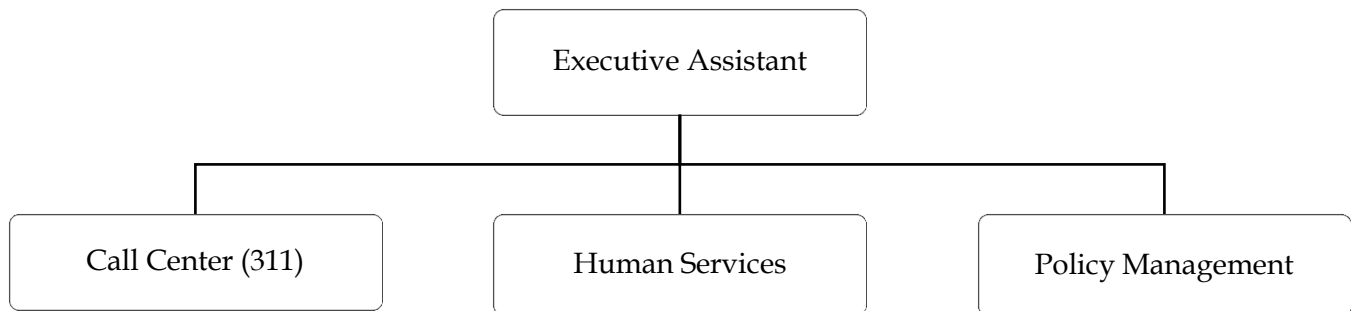 Executive Assistant
Call Center (311)
Human Services
Policy Management